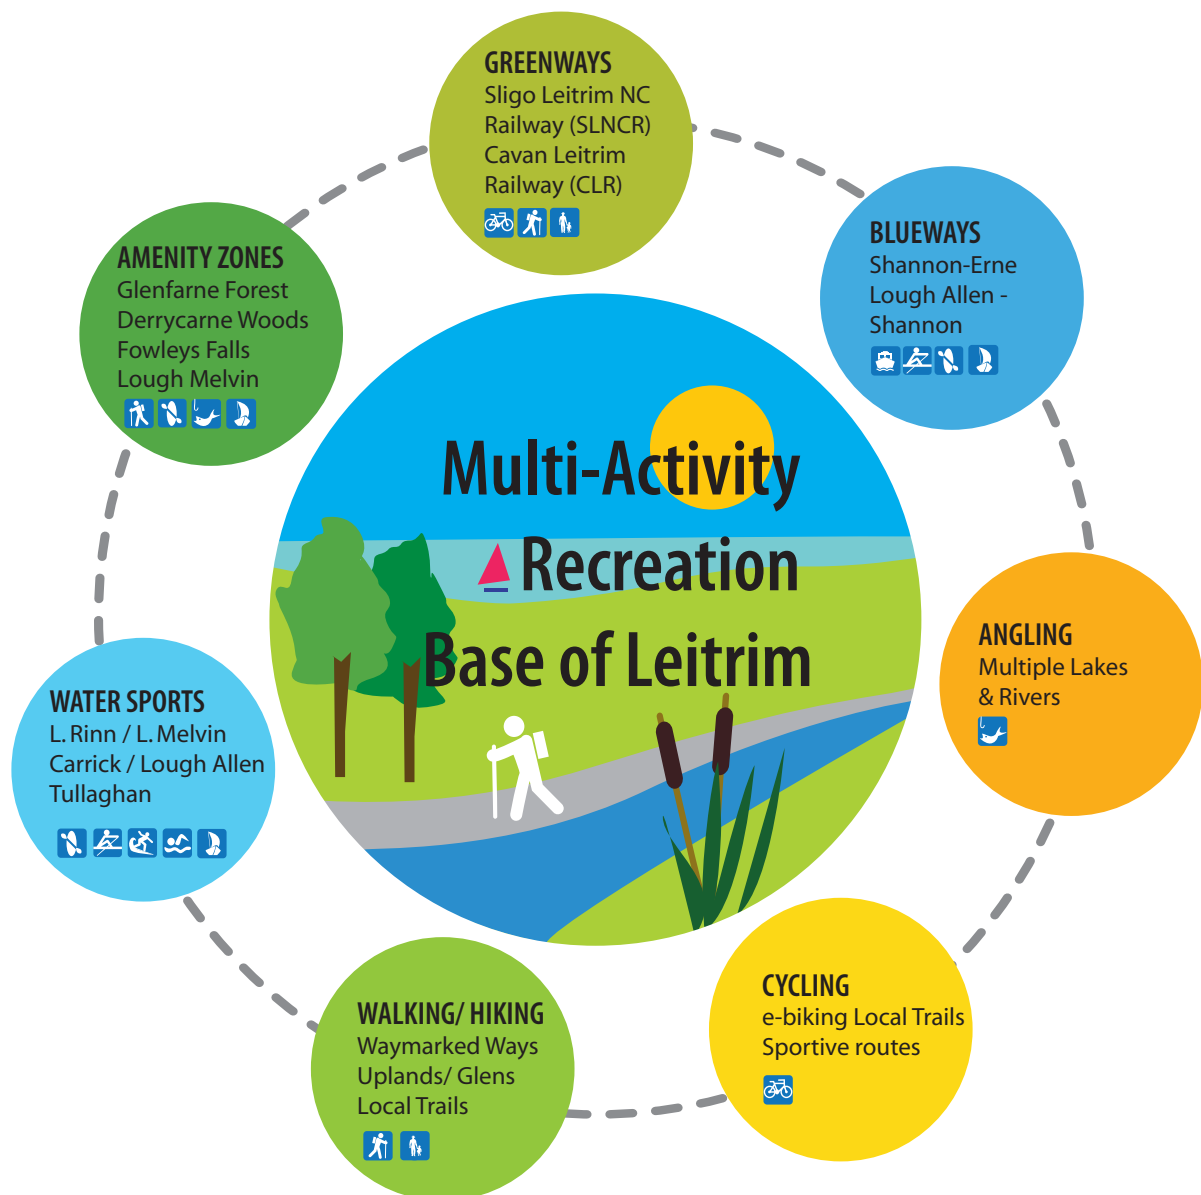 GREENWAYS
Sligo Leitrim NC
Railway (SLNCR)
Cavan Leitrim
Railway (CLR)
BLUEWAYS
Shannon-Erne
Lough Allen -
Shannon
AMENITY ZONES
Glenfarne Forest
Derrycarne Woods
Fowleys Falls
Lough Melvin
Multi-Activity
Recreation
Base of Leitrim
ANGLING
Multiple Lakes
& Rivers
WATER SPORTS
L. Rinn / L. Melvin
Carrick / Lough Allen
Tullaghan
CYCLING
e-biking Local Trails
Sportive routes
WALKING/ HIKING
Waymarked Ways
Uplands/ Glens
Local Trails